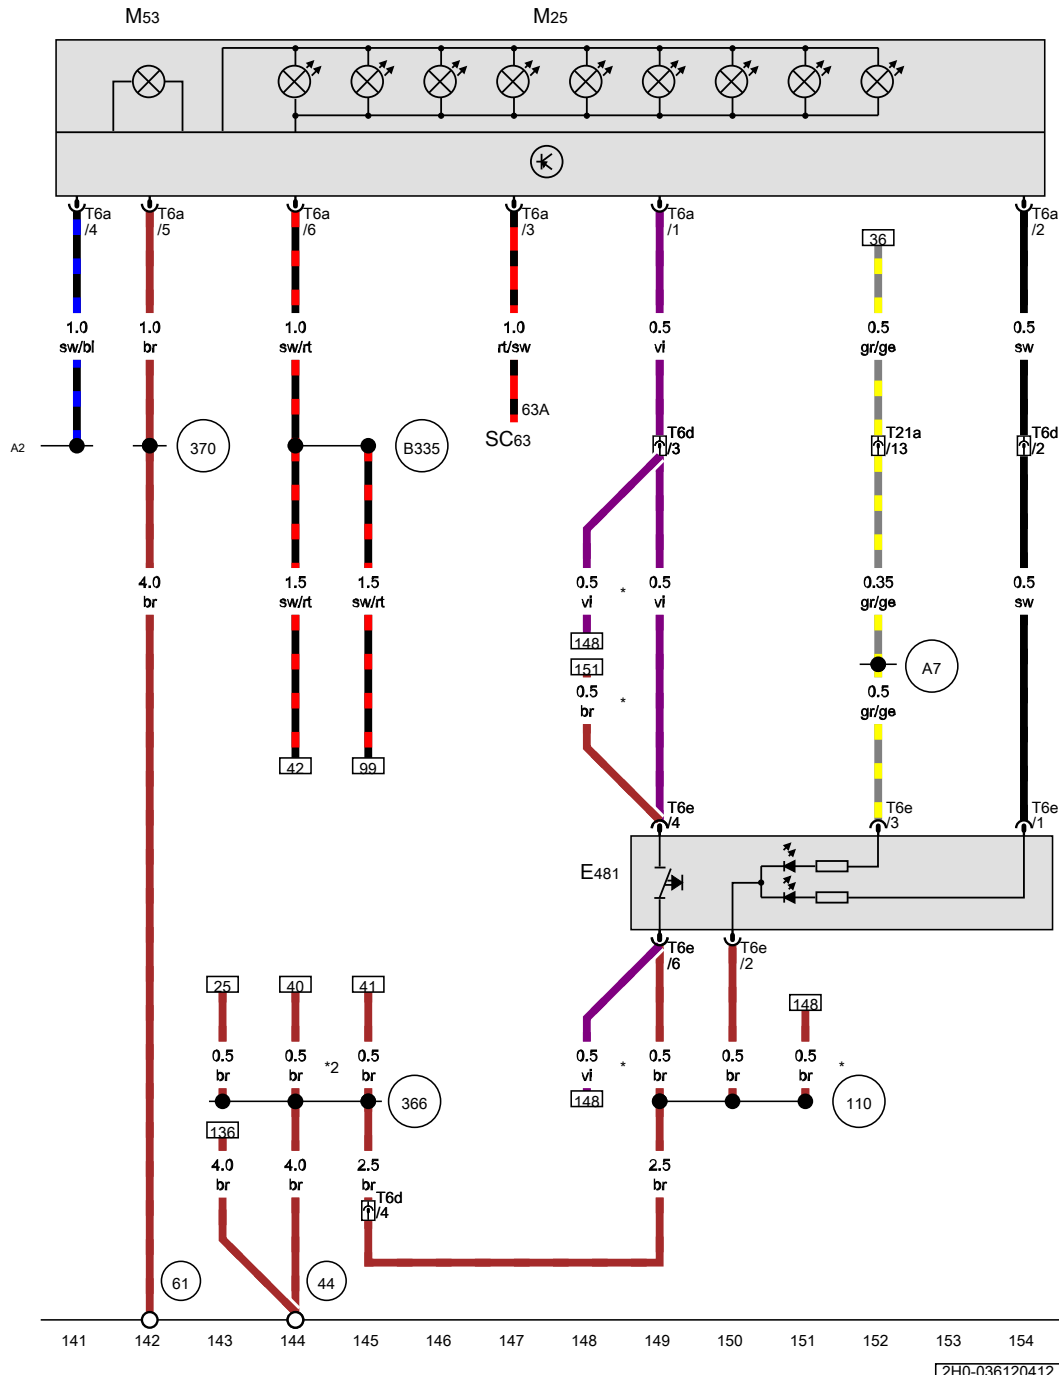 M53 M25
T6a /4 T6a /5 T6a /6 T6a /3 T6a /1 T6a /2
36
1.0 sw/bl 1.0 br 1.0 sw/rt 1.0 rt/sw 0.5 vi 0.5 gr/ge 0.5 sw
63A
SC63
A2 370 B335 T6d /3 T21a /13 T6d /2
4.0 br 1.5 sw/rt 1.5 sw/rt 0.5 vi * 0.5 vi 0.35 gr/ge 0.5 sw
148
151
A7
0.5 br * 0.5 gr/ge
42 99
T6e /4 T6e /3 T6e /1
E481
T6e /6 T6e /2
25 40 41 148
0.5 br 0.5 br *2 0.5 br 0.5 vi * 0.5 br 0.5 br 0.5 br *
366 148 110
136
4.0 br 4.0 br 2.5 br 2.5 br
T6d /4
61 44
141 142 143 144 145 146 147 148 149 150 151 152 153 154
2H0-036120412